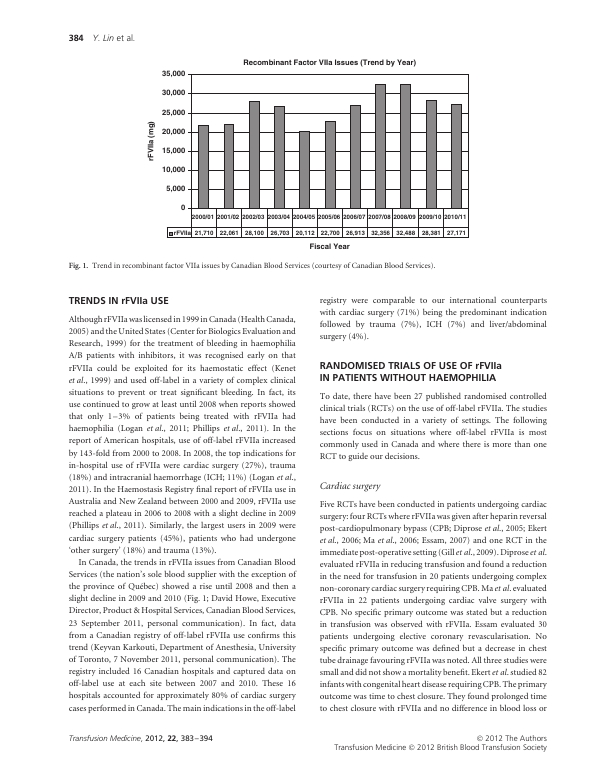 384 Y. Lin et al.
Recombinant Factor VIIa Issues (Trend by Year)
35,000
30,000
25,000
20,000
15,000
10,000
5,000
0
rFVIIa (mg)
2000/01 2001/02 2002/03 2003/04 2004/05 2005/06 2006/07 2007/08 2008/09 2009/10 2010/11
rFVIIa 21,710 22,061 28,100 26,703 20,112 22,700 26,913 32,356 32,488 28,381 27,171
Fiscal Year
Fig. 1. Trend in recombinant factor VIIa issues by Canadian Blood Services (courtesy of Canadian Blood Services).
TRENDS IN rFVIIa USE
Although rFVIIa was licensed in 1999 in Canada (Health Canada,
2005) and the United States (Center for Biologics Evaluation and
Research, 1999) for the treatment of bleeding in haemophilia
A/B patients with inhibitors, it was recognised early on that
rFVIIa could be exploited for its haemostatic effect (Kenet
et al., 1999) and used off-label in a variety of complex clinical
situations to prevent or treat significant bleeding. In fact, its
use continued to grow at least until 2008 when reports showed
that only 1–3% of patients being treated with rFVIIa had
haemophilia (Logan et al., 2011; Phillips et al., 2011). In the
report of American hospitals, use of off-label rFVIIa increased
by 143-fold from 2000 to 2008. In 2008, the top indications for
in-hospital use of rFVIIa were cardiac surgery (27%), trauma
(18%) and intracranial haemorrhage (ICH; 11%) (Logan et al.,
2011). In the Haemostasis Registry final report of rFVIIa use in
Australia and New Zealand between 2000 and 2009, rFVIIa use
reached a plateau in 2006 to 2008 with a slight decline in 2009
(Phillips et al., 2011). Similarly, the largest users in 2009 were
cardiac surgery patients (45%), patients who had undergone
‘other surgery’ (18%) and trauma (13%).
In Canada, the trends in rFVIIa issues from Canadian Blood
Services (the nation's sole blood supplier with the exception of
the province of Québec) showed a rise until 2008 and then a
slight decline in 2009 and 2010 (Fig. 1; David Howe, Executive
Director, Product & Hospital Services, Canadian Blood Services,
23 September 2011, personal communication). In fact, data
from a Canadian registry of off-label rFVIIa use confirms this
trend (Keyvan Karkouti, Department of Anesthesia, University
of Toronto, 7 November 2011, personal communication). The
registry included 16 Canadian hospitals and captured data on
off-label use at each site between 2007 and 2010. These 16
hospitals accounted for approximately 80% of cardiac surgery
cases performed in Canada. The main indications in the off-label
registry were comparable to our international counterparts
with cardiac surgery (71%) being the predominant indication
followed by trauma (7%), ICH (7%) and liver/abdominal
surgery (4%).
RANDOMISED TRIALS OF USE OF rFVIIa
IN PATIENTS WITHOUT HAEMOPHILIA
To date, there have been 27 published randomised controlled
clinical trials (RCTs) on the use of off-label rFVIIa. The studies
have been conducted in a variety of settings. The following
sections focus on situations where off-label rFVIIa is most
commonly used in Canada and where there is more than one
RCT to guide our decisions.
Cardiac surgery
Five RCTs have been conducted in patients undergoing cardiac
surgery: four RCTs where rFVIIa was given after heparin reversal
post-cardiopulmonary bypass (CPB; Diprose et al., 2005; Ekert
et al., 2006; Ma et al., 2006; Essam, 2007) and one RCT in the
immediate post-operative setting (Gill et al., 2009). Diprose et al.
evaluated rFVIIa in reducing transfusion and found a reduction
in the need for transfusion in 20 patients undergoing complex
non-coronary cardiac surgery requiring CPB. Ma et al. evaluated
rFVIIa in 22 patients undergoing cardiac valve surgery with
CPB. No specific primary outcome was stated but a reduction
in transfusion was observed with rFVIIa. Essam evaluated 30
patients undergoing elective coronary revascularisation. No
specific primary outcome was defined but a decrease in chest
tube drainage favouring rFVIIa was noted. All three studies were
small and did not show a mortality benefit. Ekert et al. studied 82
infants with congenital heart disease requiring CPB. The primary
outcome was time to chest closure. They found prolonged time
to chest closure with rFVIIa and no difference in blood loss or
Transfusion Medicine, 2012, 22, 383–394
© 2012 The Authors
Transfusion Medicine © 2012 British Blood Transfusion Society